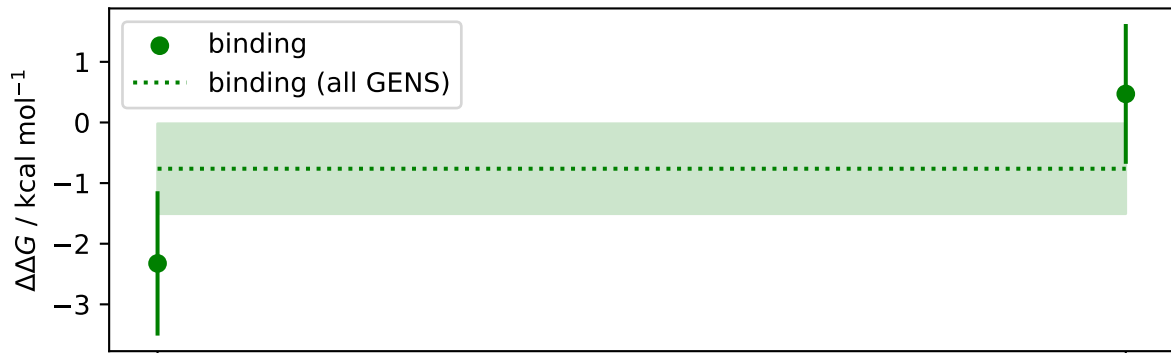 binding
binding (all GENS)
ΔΔG / kcal mol⁻¹
1
0
−1
−2
−3